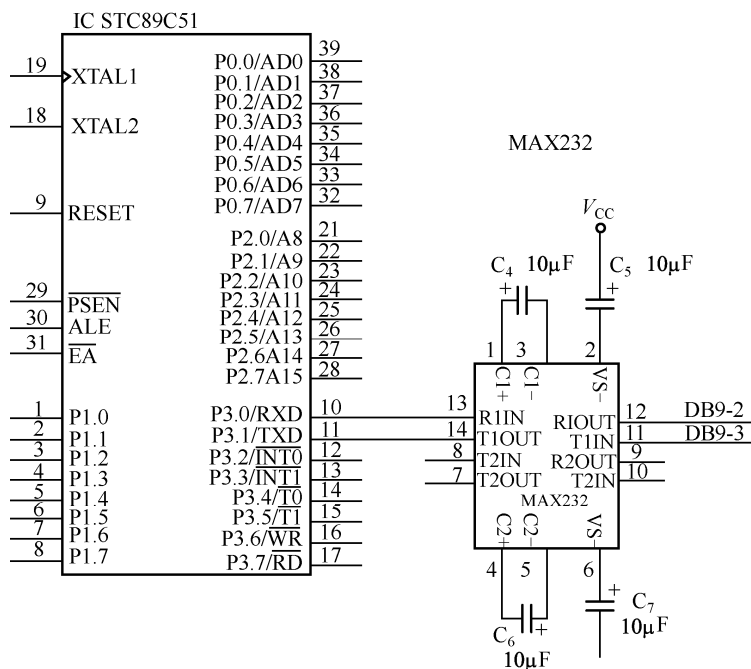 IC STC89C51
19 XTAL1
18 XTAL2
9 RESET
29 PSEN
30 ALE
31 EA
1 P1.0
2 P1.1
3 P1.2
4 P1.3
5 P1.4
6 P1.5
7 P1.6
8 P1.7
P0.0/AD0 39
P0.1/AD1 38
P0.2/AD2 37
P0.3/AD3 36
P0.4/AD4 35
P0.5/AD5 34
P0.6/AD6 33
P0.7/AD7 32
P2.0/A8 21
P2.1/A9 22
P2.2/A10 23
P2.3/A11 24
P2.4/A12 25
P2.5/A13 26
P2.6A14 27
P2.7A15 28
P3.0/RXD 10
P3.1/TXD 11
P3.2/INT0 12
P3.3/INT1 13
P3.4/T0 14
P3.5/T1 15
P3.6/WR 16
P3.7/RD 17
MAX232
VCC
C4 10μF
+
C5 10μF
+
1 3 2
C1+ C1- VS-
13 R1IN
14 T1OUT
8 T2IN
7 T2OUT
RIOUT 12 DB9-2
T1IN 11 DB9-3
R2OUT 9
T2IN 10
MAX232
C2+ C2- VS-
4 5 6
C6 +
10μF
+ C7
10μF